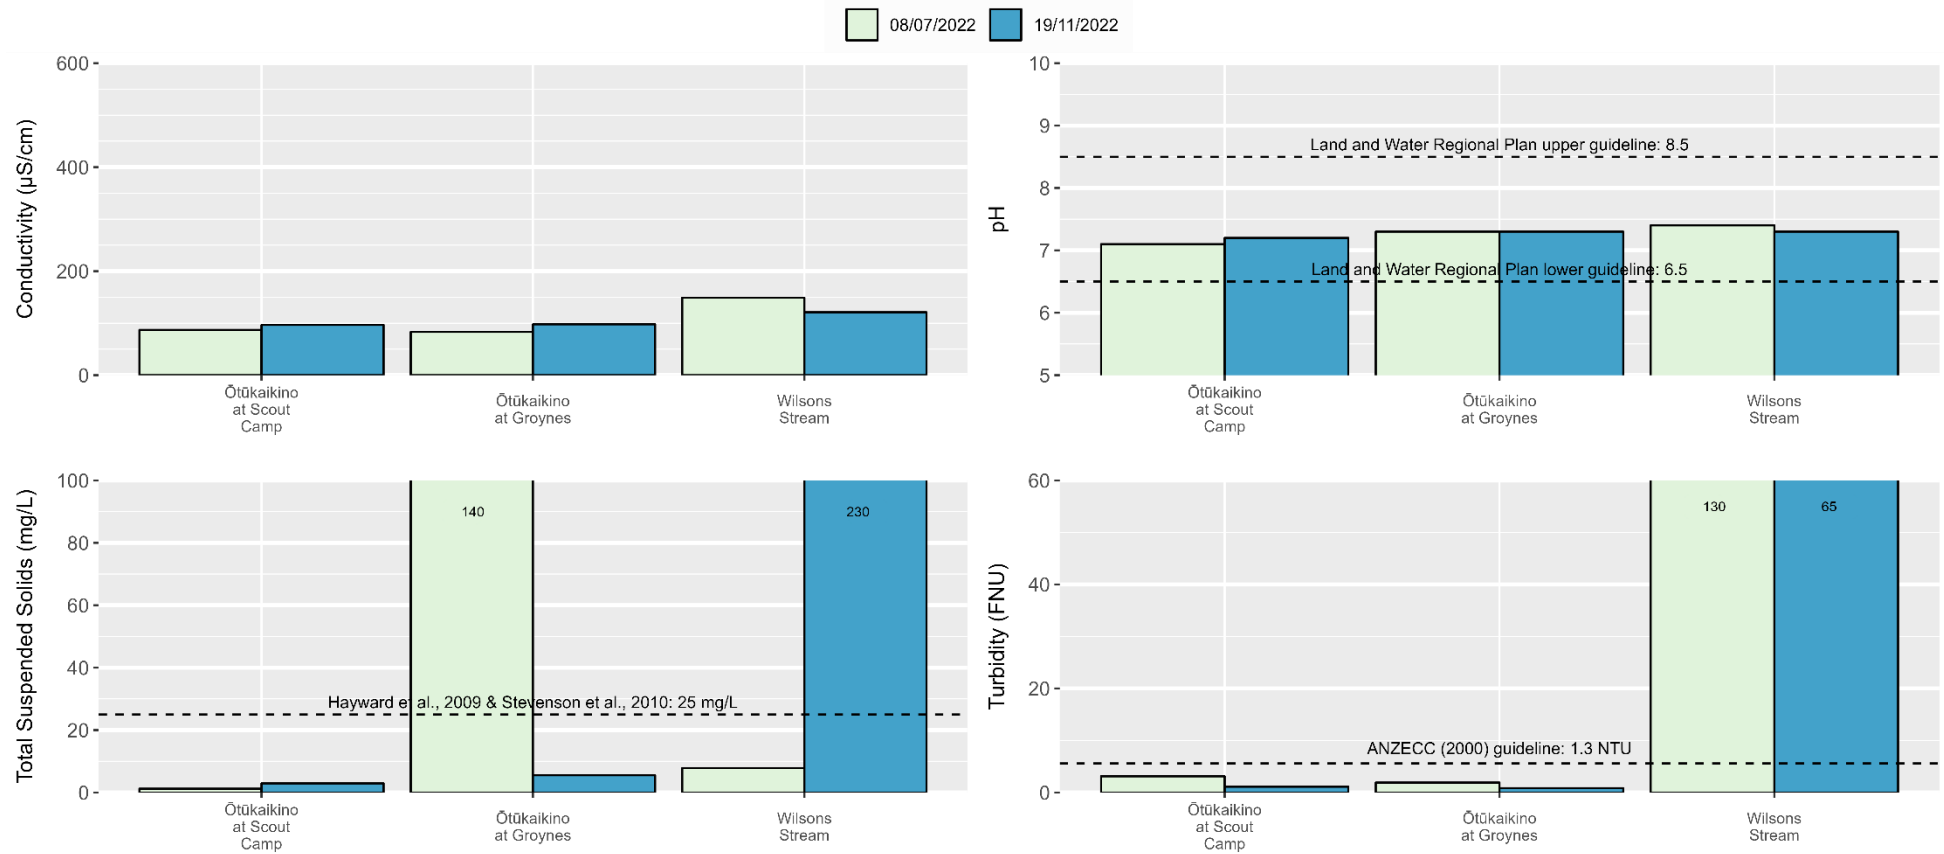 08/07/2022 19/11/2022
600
400
200
0
Conductivity (µS/cm)
Ōtūkaikino
at Scout
Camp
Ōtūkaikino
at Groynes
Wilsons
Stream
10
9
8
7
6
5
pH
Land and Water Regional Plan upper guideline: 8.5
Land and Water Regional Plan lower guideline: 6.5
Ōtūkaikino
at Scout
Camp
Ōtūkaikino
at Groynes
Wilsons
Stream
100
80
60
40
20
0
Total Suspended Solids (mg/L)
140
230
Hayward et al., 2009 & Stevenson et al., 2010: 25 mg/L
Ōtūkaikino
at Scout
Camp
Ōtūkaikino
at Groynes
Wilsons
Stream
60
40
20
0
Turbidity (FNU)
130
65
ANZECC (2000) guideline: 1.3 NTU
Ōtūkaikino
at Scout
Camp
Ōtūkaikino
at Groynes
Wilsons
Stream